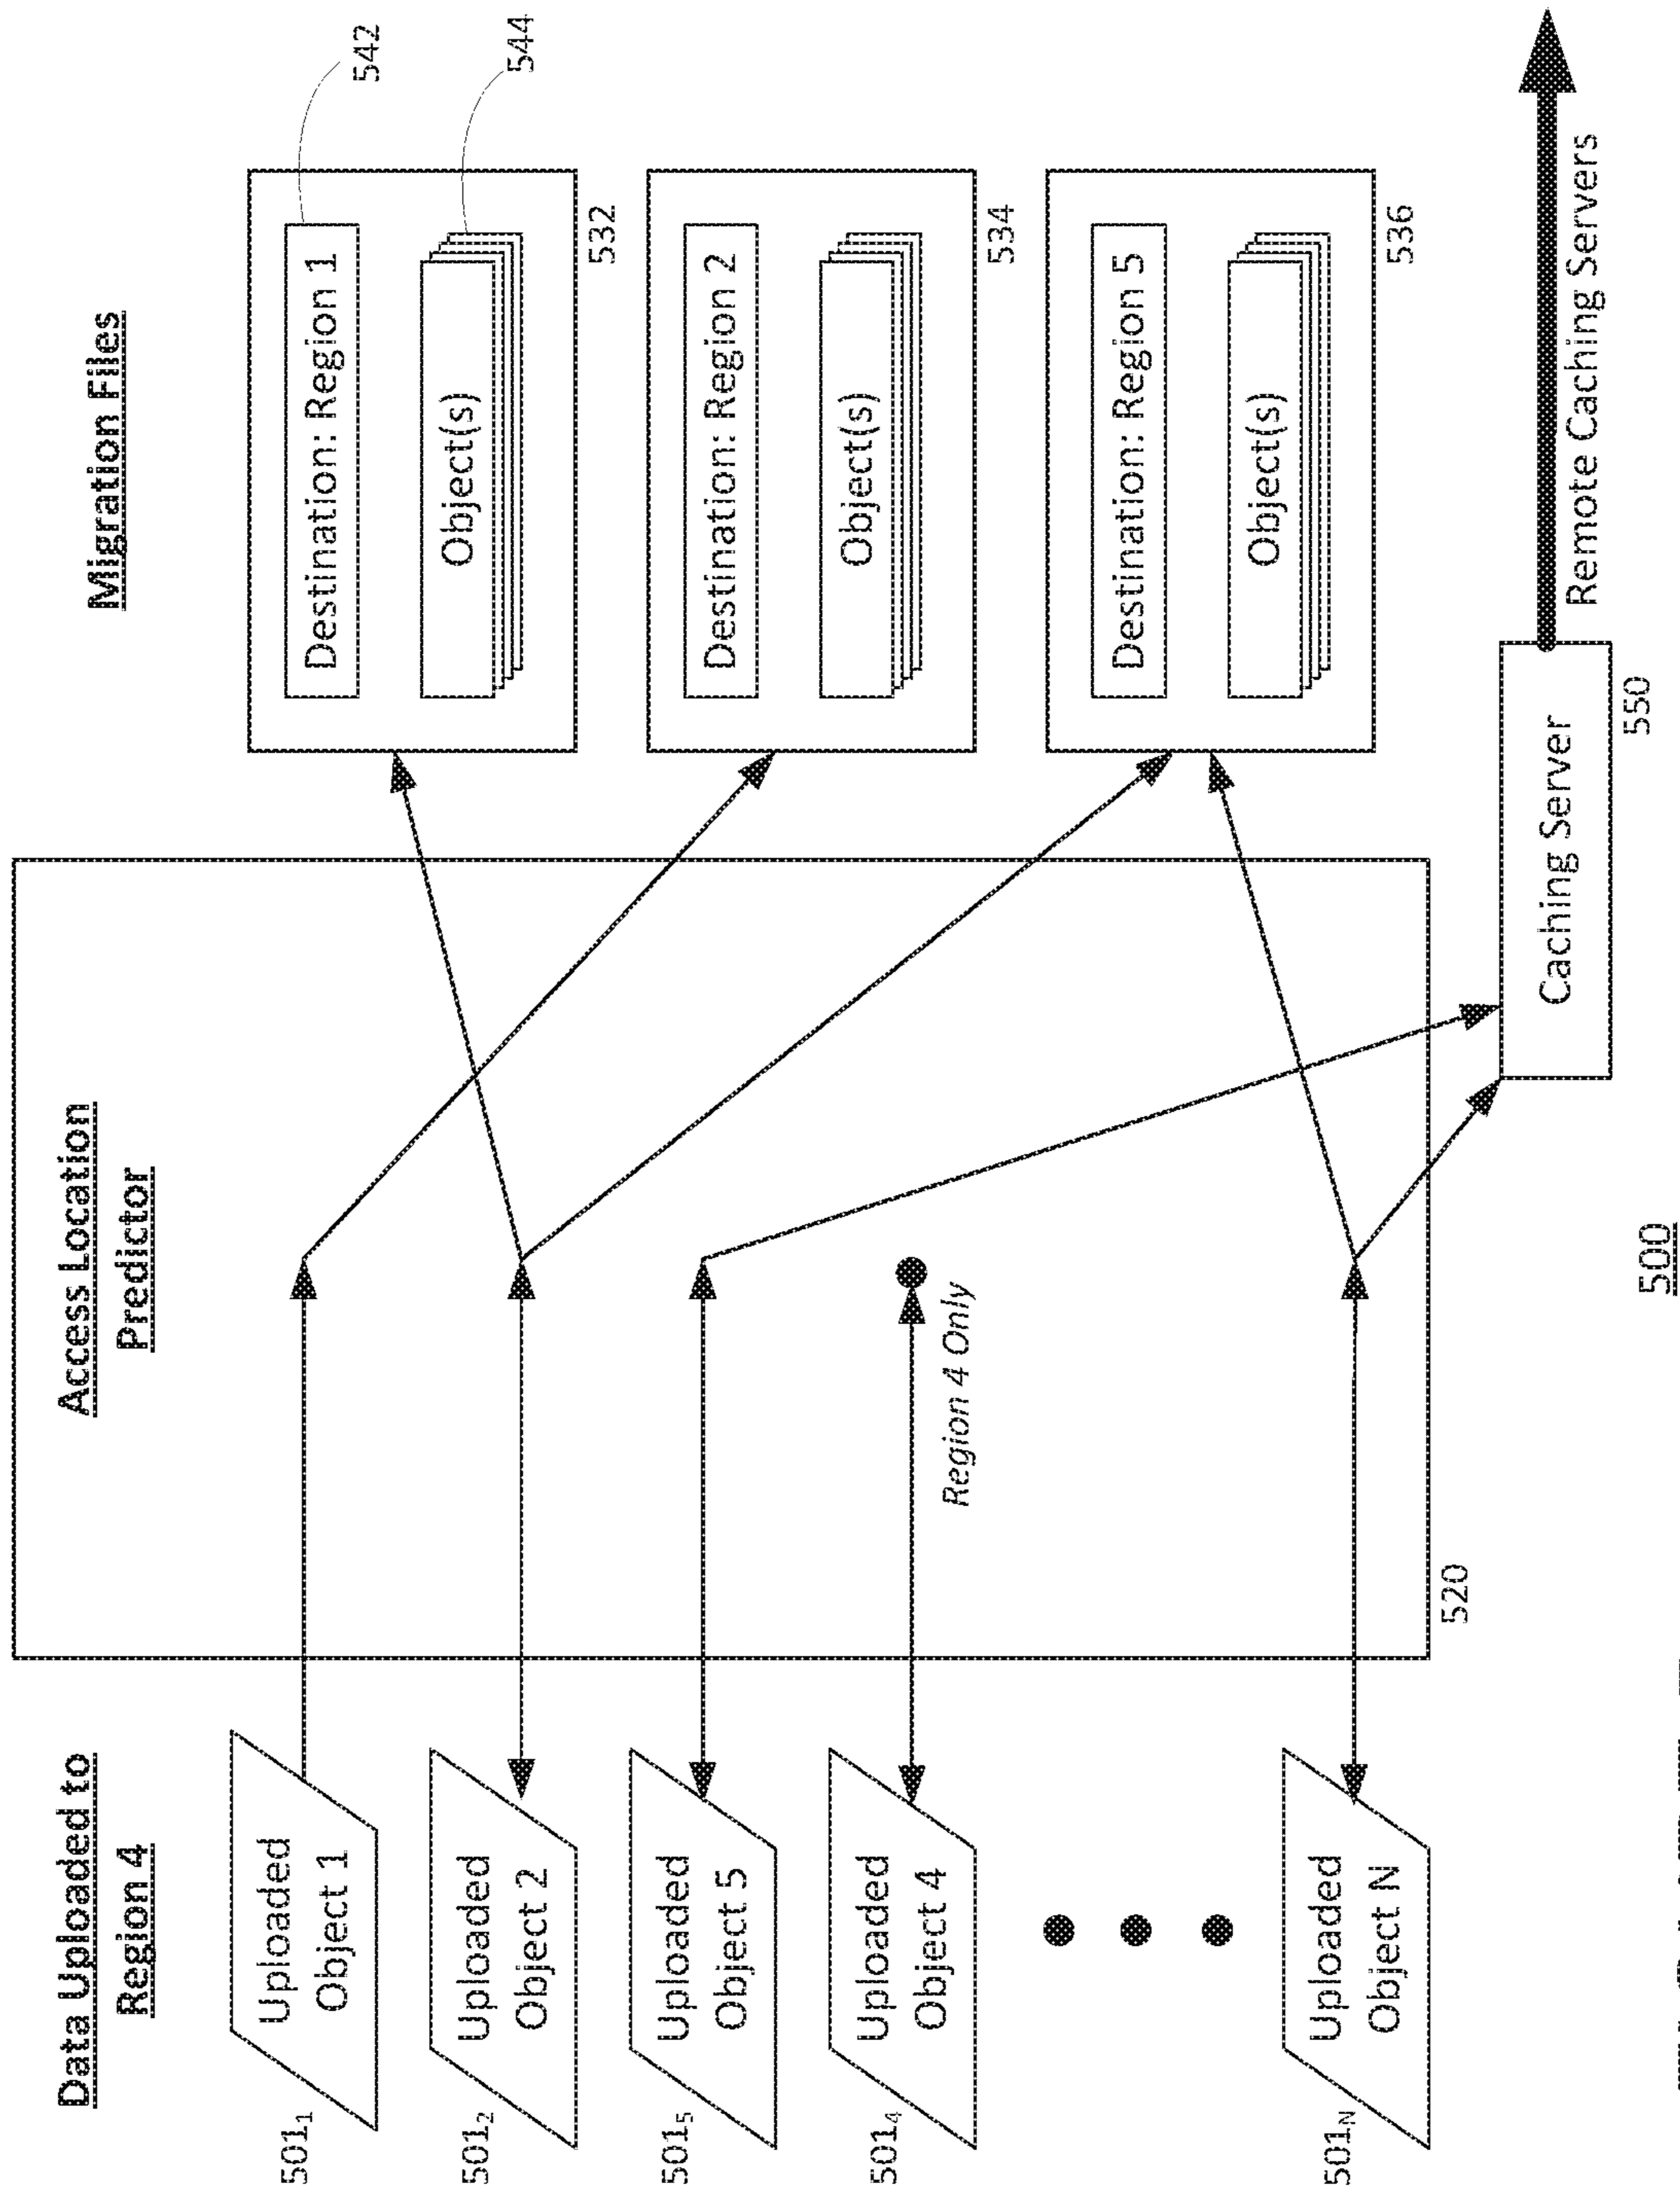 Data Uploaded to
Region 4
Access Location
Predictor
Migration Files
501₁
Uploaded
Object 1
501₂
Uploaded
Object 2
501₅
Uploaded
Object 5
501₄
Uploaded
Object 4
Region 4 Only
501N
Uploaded
Object N
520
Destination: Region 1
542
Object(s)
544
532
Destination: Region 2
Object(s)
534
Destination: Region 5
Object(s)
536
Caching Server
550
Remote Caching Servers
500